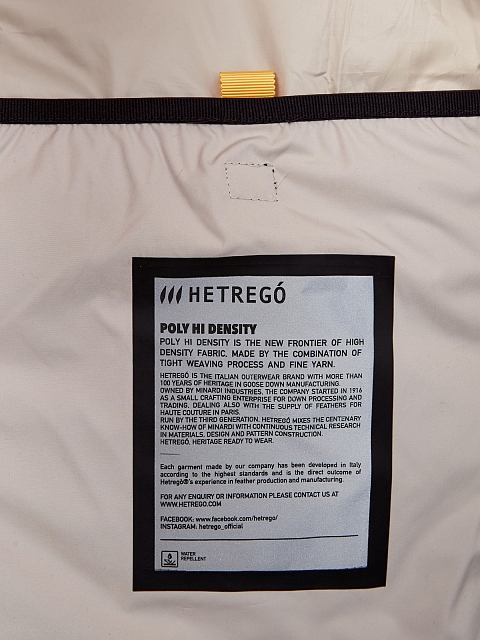 HETREGÓ
POLY HI DENSITY
POLY HI DENSITY IS THE NEW FRONTIER OF HIGH
DENSITY FABRIC. MADE BY THE COMBINATION OF
TIGHT WEAVING PROCESS AND FINE YARN.
HETREGÓ IS THE ITALIAN OUTERWEAR BRAND WITH MORE THAN
100 YEARS OF HERITAGE IN GOOSE DOWN MANUFACTURING.
OWNED BY MINARDI INDUSTRIES, THE COMPANY STARTED IN 1916
AS A SMALL CRAFTING ENTERPRISE FOR DOWN PROCESSING AND
TRADING, DEALING ALSO WITH THE SUPPLY OF FEATHERS FOR
HAUTE COUTURE IN PARIS.
RUN BY THE THIRD GENERATION, HETREGÓ MIXES THE CENTENARY
KNOW-HOW OF MINARDI WITH CONTINUOUS TECHNICAL RESEARCH
IN MATERIALS, DESIGN AND PATTERN CONSTRUCTION.
HETREGÓ, HERITAGE READY TO WEAR.
Each garment made by our company has been developed in Italy
according to the highest standards and is the direct outcome of
Hetregó®'s experience in feather production and manufacturing.
FOR ANY ENQUIRY OR INFORMATION PLEASE CONTACT US AT
WWW.HETREGO.COM
FACEBOOK: www.facebook.com/hetrego/
INSTAGRAM: hetrego_official
WATER
REPELLENT